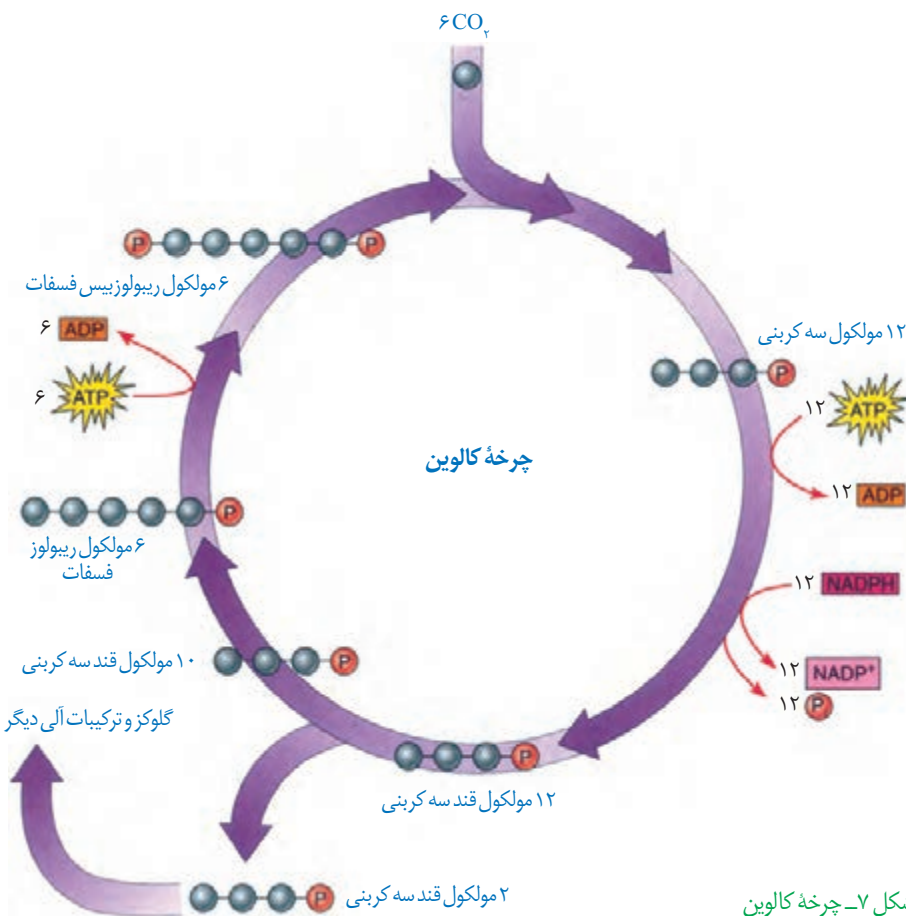 ۶CO۲
P P
۶ مولکول ریبولوزبیس فسفات
۶ ADP
۶ ATP
۱۲ مولکول سه کربنی
P
۱۲ ATP
۱۲ ADP
چرخهٔ کالوین
P
۶ مولکول ریبولوز
فسفات
۱۲ NADPH
۱۲ NADP⁺
۱۲ P
۱۰ مولکول قند سه کربنی
P
گلوکز و ترکیبات آلی دیگر
P
۱۲ مولکول قند سه کربنی
P
۲ مولکول قند سه کربنی
شکل ۷_ چرخهٔ کالوین